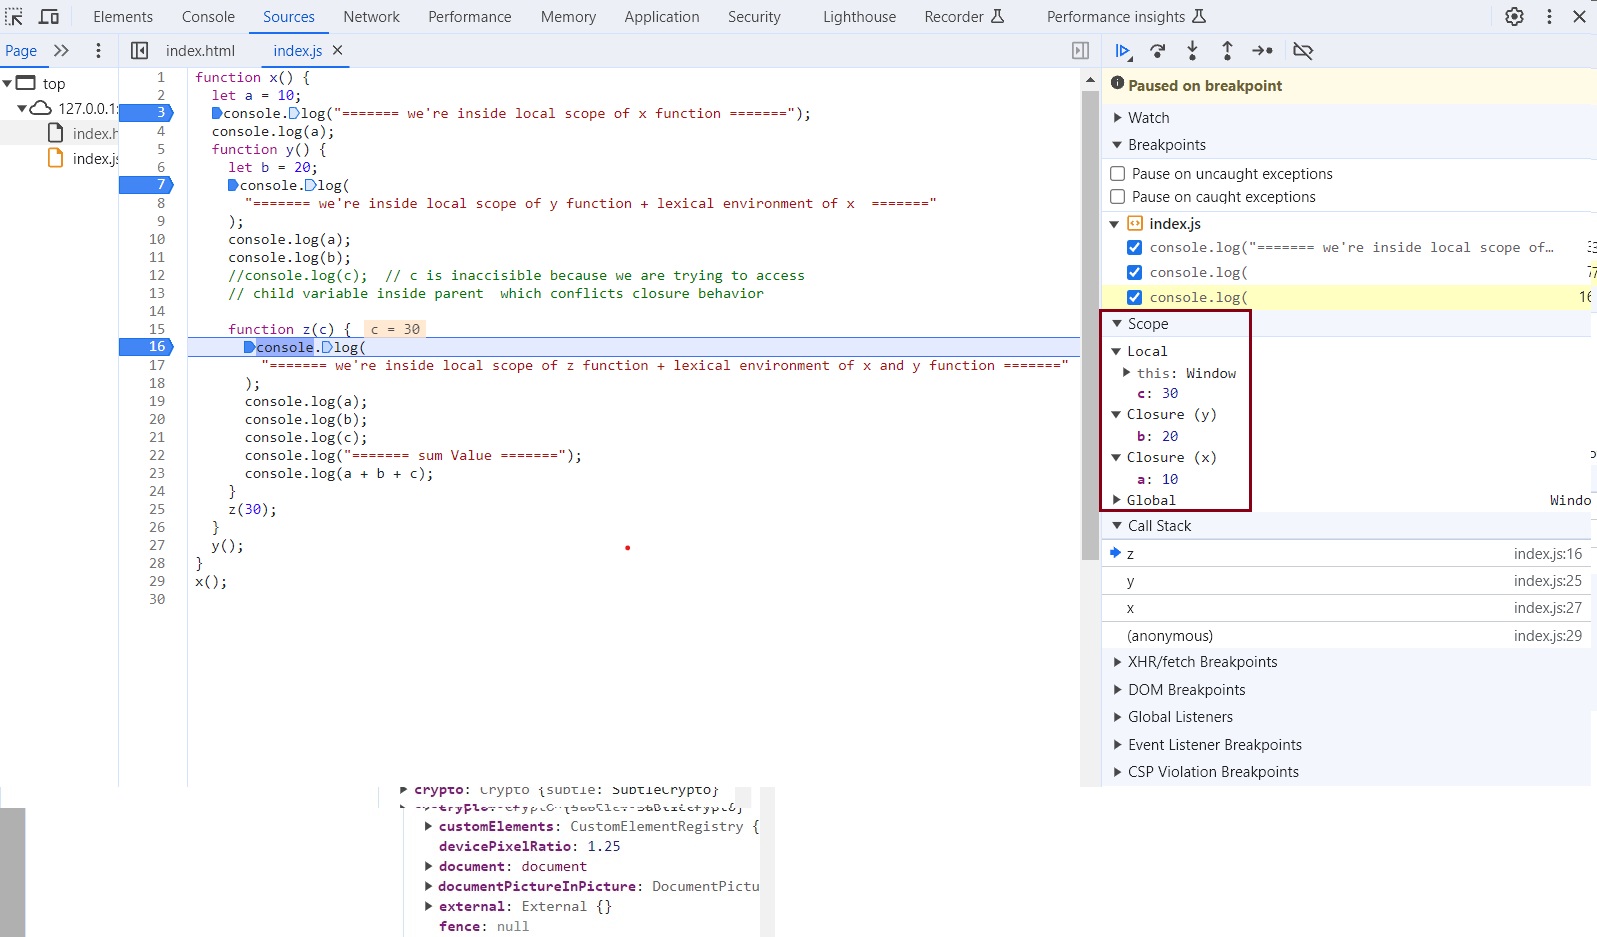 Elements Console Sources Network Performance Memory Application Security Lighthouse Recorder Performance insights
Page index.html index.js
top
127.0.0.1:
index.h
index.js
1 function x() {
2 let a = 10;
3 console.log("======= we're inside local scope of x function =======");
4 console.log(a);
5 function y() {
6 let b = 20;
7 console.log(
8 "======= we're inside local scope of y function + lexical environment of x  ======="
9 );
10 console.log(a);
11 console.log(b);
12 //console.log(c);  // c is inaccisible because we are trying to access
13 // child variable inside parent  which conflicts closure behavior
14
15 function z(c) { c = 30
16 console.log(
17 "======= we're inside local scope of z function + lexical environment of x and y function ======="
18 );
19 console.log(a);
20 console.log(b);
21 console.log(c);
22 console.log("======= sum Value =======");
23 console.log(a + b + c);
24 }
25 z(30);
26 }
27 y();
28 }
29 x();
30
Paused on breakpoint
Watch
Breakpoints
Pause on uncaught exceptions
Pause on caught exceptions
index.js
console.log("======= we're inside local scope of…
console.log(
console.log( 16
Scope
Local
this: Window
c: 30
Closure (y)
b: 20
Closure (x)
a: 10
Global Windo
Call Stack
z index.js:16
y index.js:25
x index.js:27
(anonymous) index.js:29
XHR/fetch Breakpoints
DOM Breakpoints
Global Listeners
Event Listener Breakpoints
CSP Violation Breakpoints
crypto: Crypto {subtle: SubtleCrypto}
customElements: CustomElementRegistry {
devicePixelRatio: 1.25
document: document
documentPictureInPicture: DocumentPictu
external: External {}
fence: null